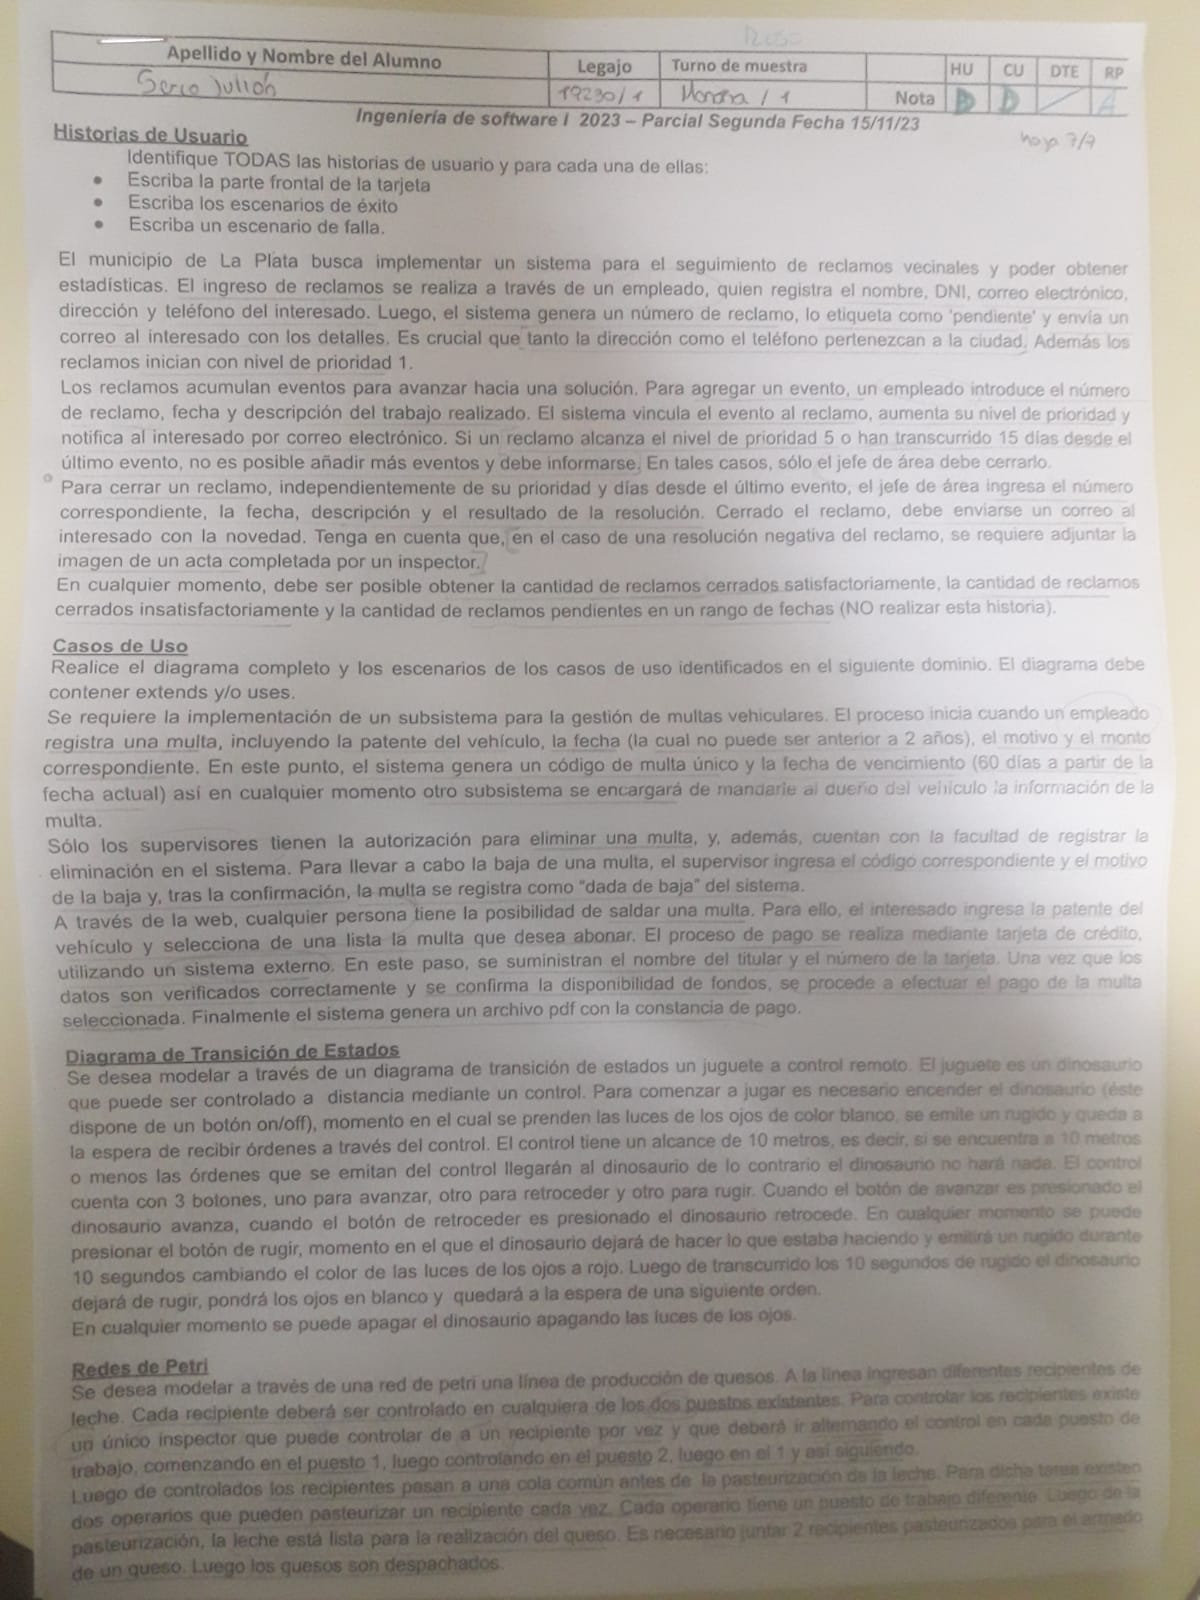 Apellido y Nombre del Alumno Legajo Turno de muestra HU CU DTE RP
Julián 19290/1 / 1 Nota D D A
Ingeniería de software I 2023 – Parcial Segunda Fecha 15/11/23
hoja 7/7
Historias de Usuario
Identifique TODAS las historias de usuario y para cada una de ellas:
• Escriba la parte frontal de la tarjeta
• Escriba los escenarios de éxito
• Escriba un escenario de falla.
El municipio de La Plata busca implementar un sistema para el seguimiento de reclamos vecinales y poder obtener
estadísticas. El ingreso de reclamos se realiza a través de un empleado, quien registra el nombre, DNI, correo electrónico,
dirección y teléfono del interesado. Luego, el sistema genera un número de reclamo, lo etiqueta como 'pendiente' y envía un
correo al interesado con los detalles. Es crucial que tanto la dirección como el teléfono pertenezcan a la ciudad. Además los
reclamos inician con nivel de prioridad 1.
Los reclamos acumulan eventos para avanzar hacia una solución. Para agregar un evento, un empleado introduce el número
de reclamo, fecha y descripción del trabajo realizado. El sistema vincula el evento al reclamo, aumenta su nivel de prioridad y
notifica al interesado por correo electrónico. Si un reclamo alcanza el nivel de prioridad 5 o han transcurrido 15 días desde el
último evento, no es posible añadir más eventos y debe informarse. En tales casos, sólo el jefe de área debe cerrarlo.
Para cerrar un reclamo, independientemente de su prioridad y días desde el último evento, el jefe de área ingresa el número
correspondiente, la fecha, descripción y el resultado de la resolución. Cerrado el reclamo, debe enviarse un correo al
interesado con la novedad. Tenga en cuenta que, en el caso de una resolución negativa del reclamo, se requiere adjuntar la
imagen de un acta completada por un inspector.
En cualquier momento, debe ser posible obtener la cantidad de reclamos cerrados satisfactoriamente, la cantidad de reclamos
cerrados insatisfactoriamente y la cantidad de reclamos pendientes en un rango de fechas (NO realizar esta historia).
Casos de Uso
Realice el diagrama completo y los escenarios de los casos de uso identificados en el siguiente dominio. El diagrama debe
contener extends y/o uses.
Se requiere la implementación de un subsistema para la gestión de multas vehiculares. El proceso inicia cuando un empleado
registra una multa, incluyendo la patente del vehículo, la fecha (la cual no puede ser anterior a 2 años), el motivo y el monto
correspondiente. En este punto, el sistema genera un código de multa único y la fecha de vencimiento (60 días a partir de la
fecha actual) así en cualquier momento otro subsistema se encargará de mandarle al dueño del vehículo la información de la
multa.
Sólo los supervisores tienen la autorización para eliminar una multa, y, además, cuentan con la facultad de registrar la
eliminación en el sistema. Para llevar a cabo la baja de una multa, el supervisor ingresa el código correspondiente y el motivo
de la baja y, tras la confirmación, la multa se registra como "dada de baja" del sistema.
A través de la web, cualquier persona tiene la posibilidad de saldar una multa. Para ello, el interesado ingresa la patente del
vehículo y selecciona de una lista la multa que desea abonar. El proceso de pago se realiza mediante tarjeta de crédito,
utilizando un sistema externo. En este paso, se suministran el nombre del titular y el número de la tarjeta. Una vez que los
datos son verificados correctamente y se confirma la disponibilidad de fondos, se procede a efectuar el pago de la multa
seleccionada. Finalmente el sistema genera un archivo pdf con la constancia de pago.
Diagrama de Transición de Estados
Se desea modelar a través de un diagrama de transición de estados un juguete a control remoto. El juguete es un dinosaurio
que puede ser controlado a distancia mediante un control. Para comenzar a jugar es necesario encender el dinosaurio (éste
dispone de un botón on/off), momento en el cual se prenden las luces de los ojos de color blanco, se emite un rugido y queda a
la espera de recibir órdenes a través del control. El control tiene un alcance de 10 metros, es decir, si se encuentra a 10 metros
o menos las órdenes que se emitan del control llegarán al dinosaurio de lo contrario el dinosaurio no hará nada. El control
cuenta con 3 botones, uno para avanzar, otro para retroceder y otro para rugir. Cuando el botón de avanzar es presionado el
dinosaurio avanza, cuando el botón de retroceder es presionado el dinosaurio retrocede. En cualquier momento se puede
presionar el botón de rugir, momento en el que el dinosaurio dejará de hacer lo que estaba haciendo y emitirá un rugido durante
10 segundos cambiando el color de las luces de los ojos a rojo. Luego de transcurrido los 10 segundos de rugido el dinosaurio
dejará de rugir, pondrá los ojos en blanco y quedará a la espera de una siguiente orden.
En cualquier momento se puede apagar el dinosaurio apagando las luces de los ojos.
Redes de Petri
Se desea modelar a través de una red de petri una línea de producción de quesos. A la línea ingresan diferentes recipientes de
leche. Cada recipiente deberá ser controlado en cualquiera de los dos puestos existentes. Para controlar los recipientes existe
un único inspector que puede controlar de a un recipiente por vez y que deberá ir alternando el control en cada puesto de
trabajo, comenzando en el puesto 1, luego controlando en el puesto 2, luego en el 1 y así siguiendo.
Luego de controlados los recipientes pasan a una cola común antes de la pasteurización de la leche. Para dicha tarea existen
dos operarios que pueden pasteurizar un recipiente cada vez. Cada operario tiene un puesto de trabajo diferente. Luego de la
pasteurización, la leche está lista para la realización del queso. Es necesario juntar 2 recipientes pasteurizados para el armado
de un queso. Luego los quesos son despachados.